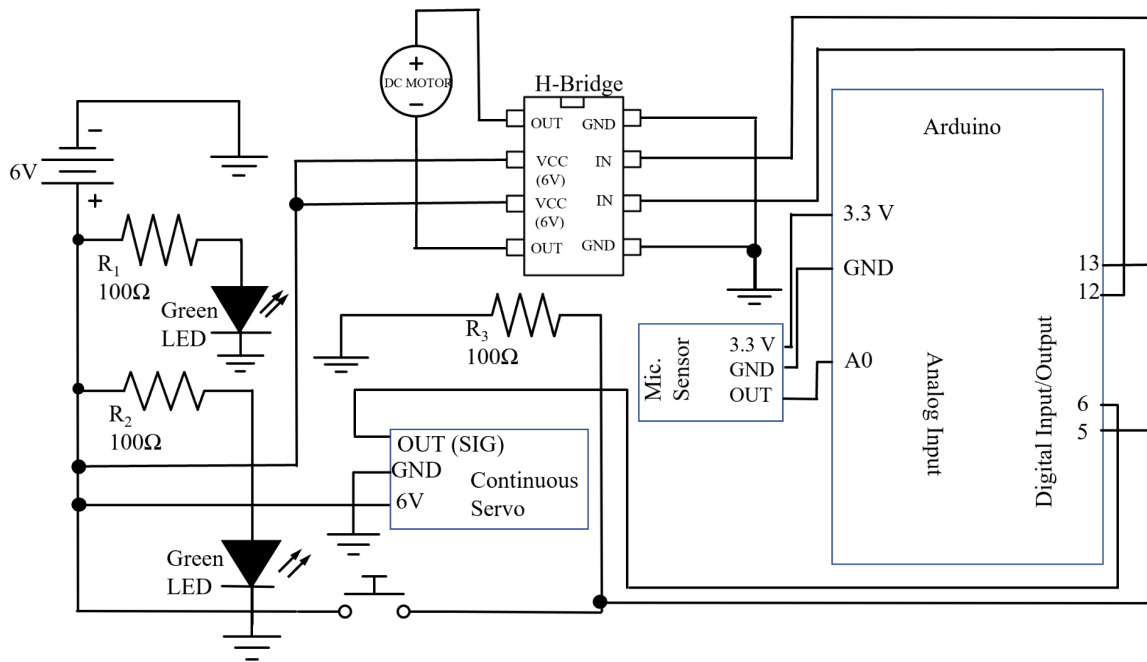 DC MOTOR
+
−
H-Bridge
OUT
GND
VCC
(6V)
IN
VCC
(6V)
IN
OUT
GND
Arduino
3.3 V
GND
A0
13
12
6
5
Analog Input
Digital Input/Output
6V
−
+
R1
100Ω
Green
LED
R2
100Ω
Green
LED
R3
100Ω
Mic.
Sensor
3.3 V
GND
OUT
OUT (SIG)
GND
6V
Continuous
Servo